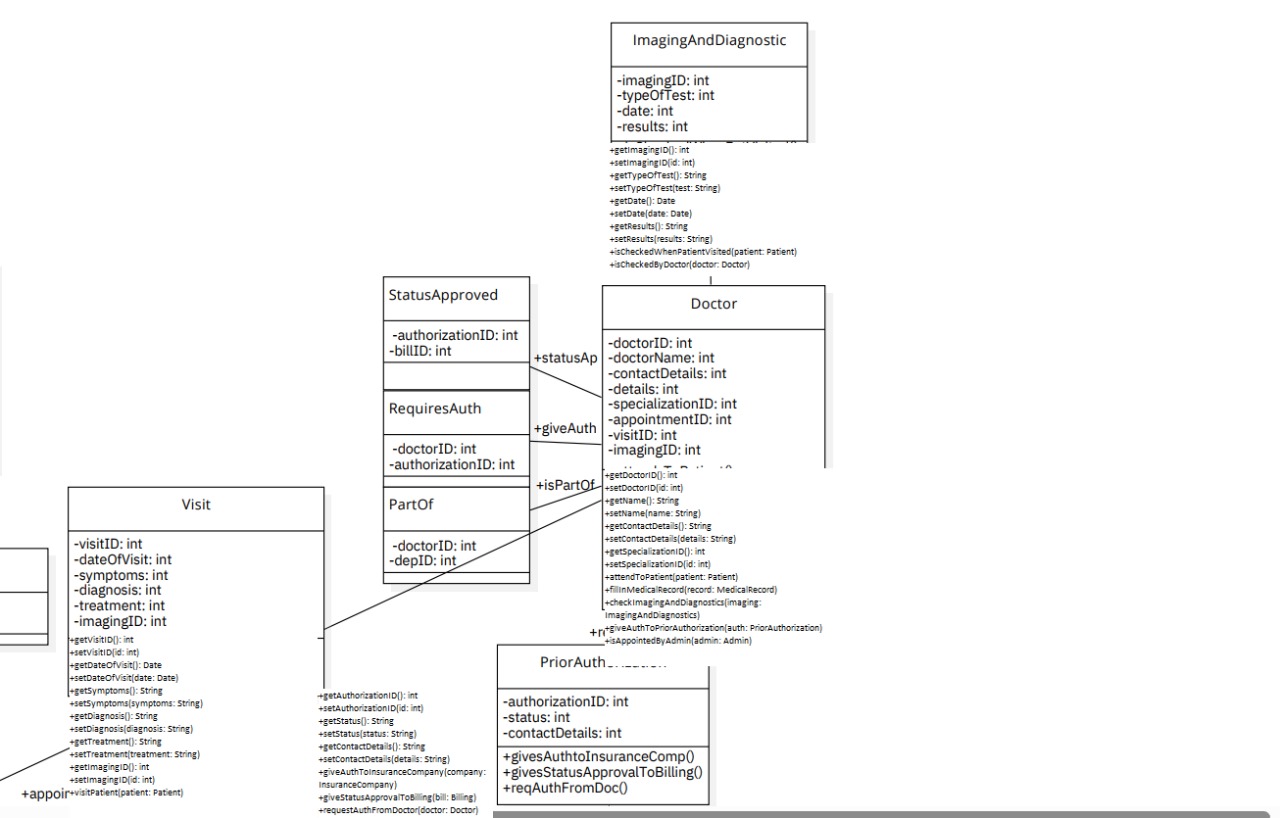 ImagingAndDiagnostic
-imagingID: int
-typeOfTest: int
-date: int
-results: int
+getImagingID(): int
+setImagingID(id: int)
+getTypeOfTest(): String
+setTypeOfTest(test: String)
+getDate(): Date
+setDate(date: Date)
+getResults(): String
+setResults(results: String)
+isCheckedWhenPatientVisited(patient: Patient)
+isCheckedByDoctor(doctor: Doctor)
StatusApproved
-authorizationID: int
-billID: int
+statusAp
RequiresAuth
-doctorID: int
-authorizationID: int
+giveAuth
PartOf
-doctorID: int
-depID: int
+isPartOf
Doctor
-doctorID: int
-doctorName: int
-contactDetails: int
-details: int
-specializationID: int
-appointmentID: int
-visitID: int
-imagingID: int
+getDoctorID(): int
+setDoctorID(id: int)
+getName(): String
+setName(name: String)
+getContactDetails(): String
+setContactDetails(details: String)
+getSpecializationID(): int
+setSpecializationID(id: int)
+attendToPatient(patient: Patient)
+fillInMedicalRecord(record: MedicalRecord)
+checkImagingAndDiagnostics(imaging:
ImagingAndDiagnostics)
+giveAuthToPriorAuthorization(auth: PriorAuthorization)
+isAppointedByAdmin(admin: Admin)
Visit
-visitID: int
-dateOfVisit: int
-symptoms: int
-diagnosis: int
-treatment: int
-imagingID: int
+getVisitID(): int
+setVisitID(id: int)
+getDateOfVisit(): Date
+setDateOfVisit(date: Date)
+getSymptoms(): String
+setSymptoms(symptoms: String)
+getDiagnosis(): String
+setDiagnosis(diagnosis: String)
+getTreatment(): String
+setTreatment(treatment: String)
+getImagingID(): int
+setImagingID(id: int)
+visitPatient(patient: Patient)
+appoir
+getAuthorizationID(): int
+setAuthorizationID(id: int)
+getStatus(): String
+setStatus(status: String)
+getContactDetails(): String
+setContactDetails(details: String)
+giveAuthToInsuranceCompany(company:
InsuranceCompany)
+giveStatusApprovalToBilling(bill: Billing)
+requestAuthFromDoctor(doctor: Doctor)
PriorAuthorization
-authorizationID: int
-status: int
-contactDetails: int
+givesAuthtoInsuranceComp()
+givesStatusApprovalToBilling()
+reqAuthFromDoc()